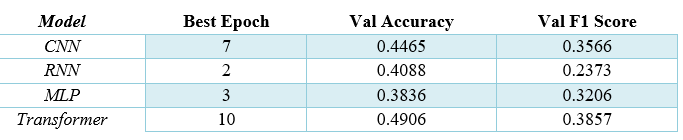 Model Best Epoch Val Accuracy Val F1 Score
CNN 7 0.4465 0.3566
RNN 2 0.4088 0.2373
MLP 3 0.3836 0.3206
Transformer 10 0.4906 0.3857